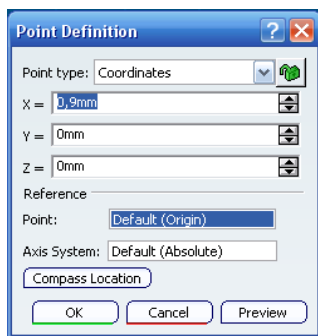 Point Definition
Point type: Coordinates
X = 0,9mm
Y = 0mm
Z = 0mm
Reference
Point: Default (Origin)
Axis System: Default (Absolute)
Compass Location
OK Cancel Preview